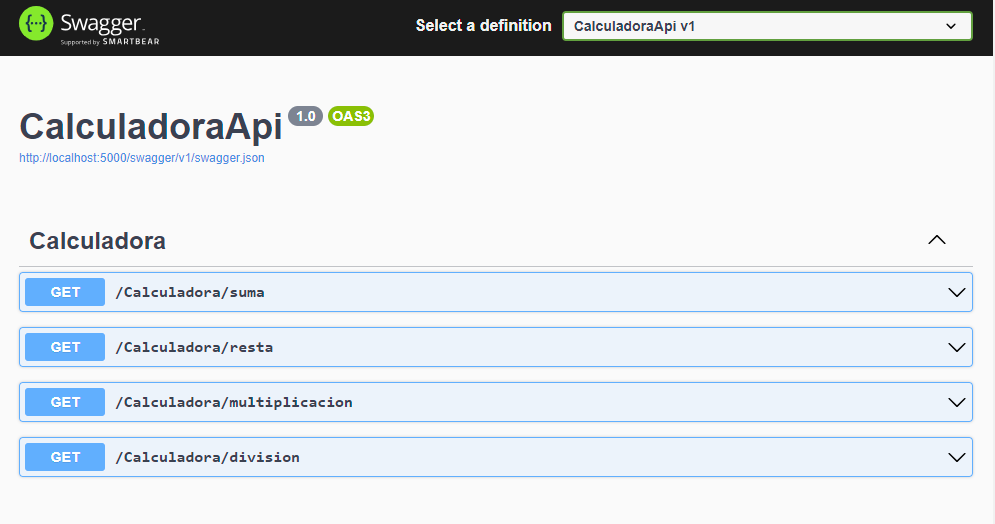 Swagger.
Supported by SMARTBEAR
Select a definition
CalculadoraApi v1
CalculadoraApi 1.0 OAS3
http://localhost:5000/swagger/v1/swagger.json
Calculadora
GET /Calculadora/suma
GET /Calculadora/resta
GET /Calculadora/multiplicacion
GET /Calculadora/division